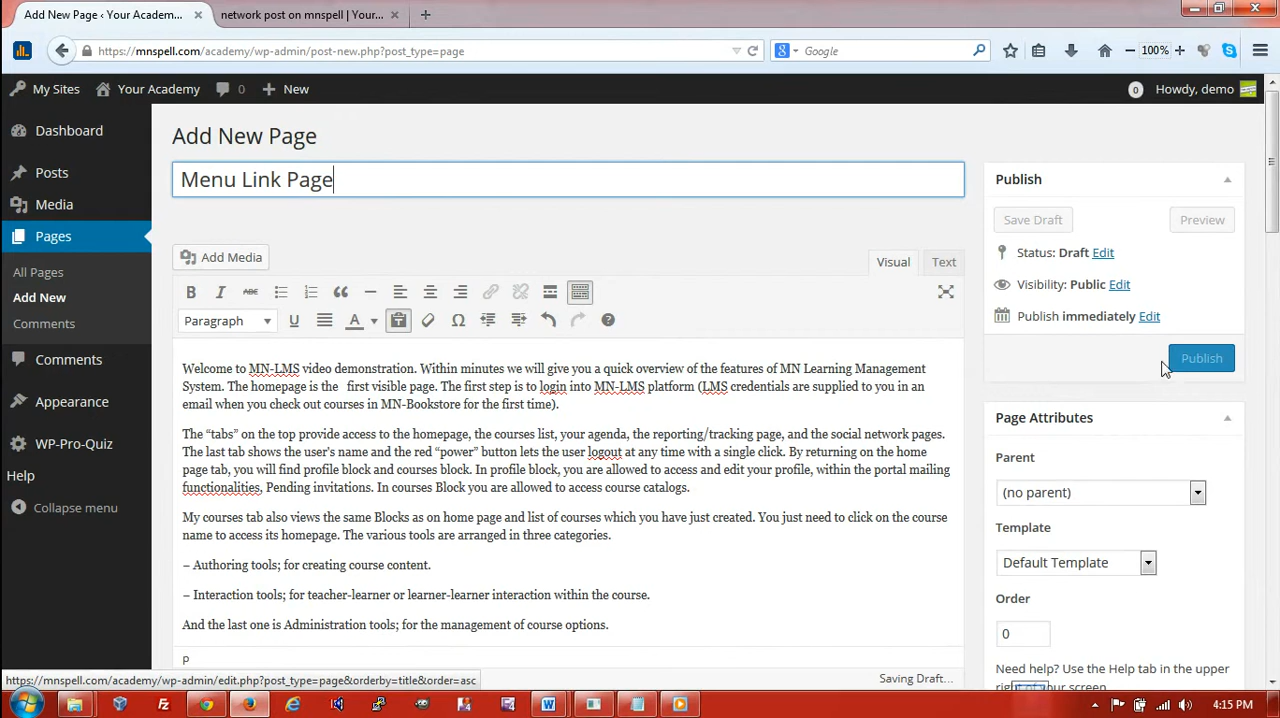 Add New Page ‹ Your Academy... ×
network post on mnspell | Your... ×
https://mnspell.com/academy/wp-admin/post-new.php?post_type=page
Google
100%
My Sites Your Academy 0 New 0 Howdy, demo
Dashboard
Posts
Media
Pages
All Pages
Add New
Comments
Comments
Appearance
WP-Pro-Quiz
Help
Collapse menu
Add New Page
Menu Link Page
Add Media
Visual Text
B I ABC
Paragraph U A
Welcome to MN-LMS video demonstration. Within minutes we will give you a quick overview of the features of MN Learning Management
System. The homepage is the first visible page. The first step is to login into MN-LMS platform (LMS credentials are supplied to you in an
email when you check out courses in MN-Bookstore for the first time).
The “tabs” on the top provide access to the homepage, the courses list, your agenda, the reporting/tracking page, and the social network pages.
The last tab shows the user’s name and the red “power” button lets the user logout at any time with a single click. By returning on the home
page tab, you will find profile block and courses block. In profile block, you are allowed to access and edit your profile, within the portal mailing
functionalities, Pending invitations. In courses Block you are allowed to access course catalogs.
My courses tab also views the same Blocks as on home page and list of courses which you have just created. You just need to click on the course
name to access its homepage. The various tools are arranged in three categories.
– Authoring tools; for creating course content.
– Interaction tools; for teacher-learner or learner-learner interaction within the course.
And the last one is Administration tools; for the management of course options.
p
Saving Draft...
Publish
Save Draft Preview
Status: Draft Edit
Visibility: Public Edit
Publish immediately Edit
Publish
Page Attributes
Parent
(no parent)
Template
Default Template
Order
0
Need help? Use the Help tab in the upper
right of your screen.
https://mnspell.com/academy/wp-admin/edit.php?post_type=page&orderby=title&order=asc
4:15 PM